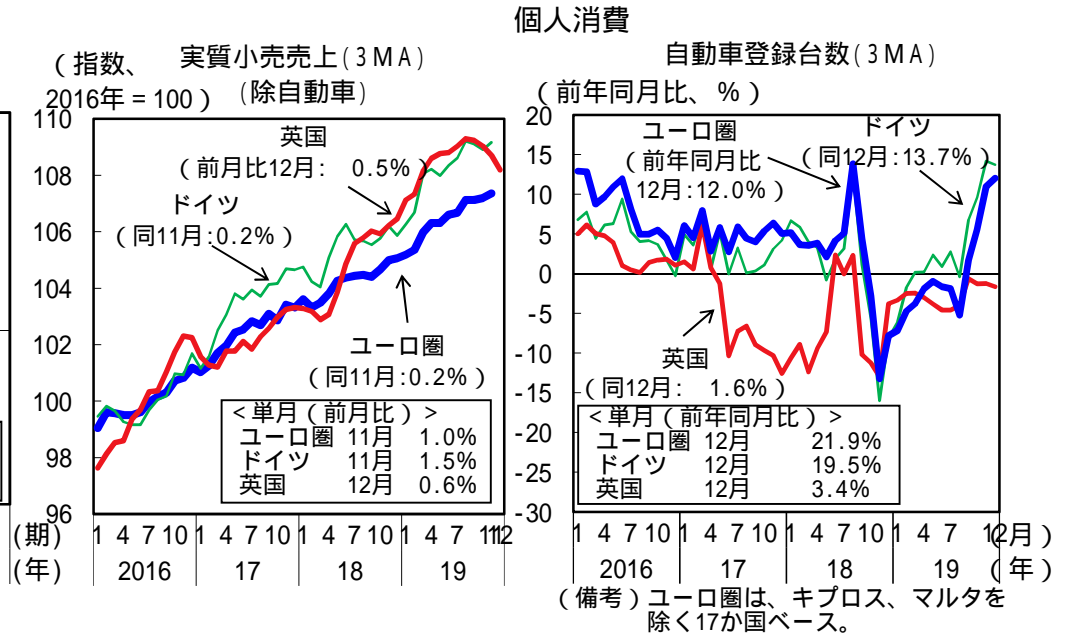 個人消費
実質小売売上(3MA)
(除自動車)
(指数、
2016年=100)
110
108
106
104
102
100
98
96
英国
(前月比12月: 0.5%)
ドイツ
(同11月:0.2%)
ユーロ圏
(同11月:0.2%)
<単月(前月比)>
ユーロ圏 11月 1.0%
ドイツ 11月 1.5%
英国 12月 0.6%
(期) 1 4 7 10 1 4 7 10 1 4 7 10 1 4 7 1112
(年) 2016 17 18 19
自動車登録台数(3MA)
(前年同月比、%)
20
15
10
5
0
-5
-10
-15
-20
-25
-30
ユーロ圏
(前年同月比
12月:12.0%)
ドイツ
(同12月:13.7%)
英国
(同12月: 1.6%)
<単月(前年同月比)>
ユーロ圏 12月 21.9%
ドイツ 12月 19.5%
英国 12月 3.4%
1 4 7 10 1 4 7 10 1 4 7 10 1 4 7 12(月)
2016 17 18 19 (年)
(備考)ユーロ圏は、キプロス、マルタを
除く17か国ベース。